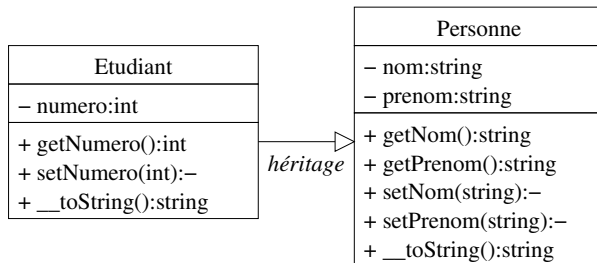 Etudiant
− numero:int
+ getNumero():int
+ setNumero(int):−
+ __toString():string
héritage
Personne
− nom:string
− prenom:string
+ getNom():string
+ getPrenom():string
+ setNom(string):−
+ setPrenom(string):−
+ __toString():string